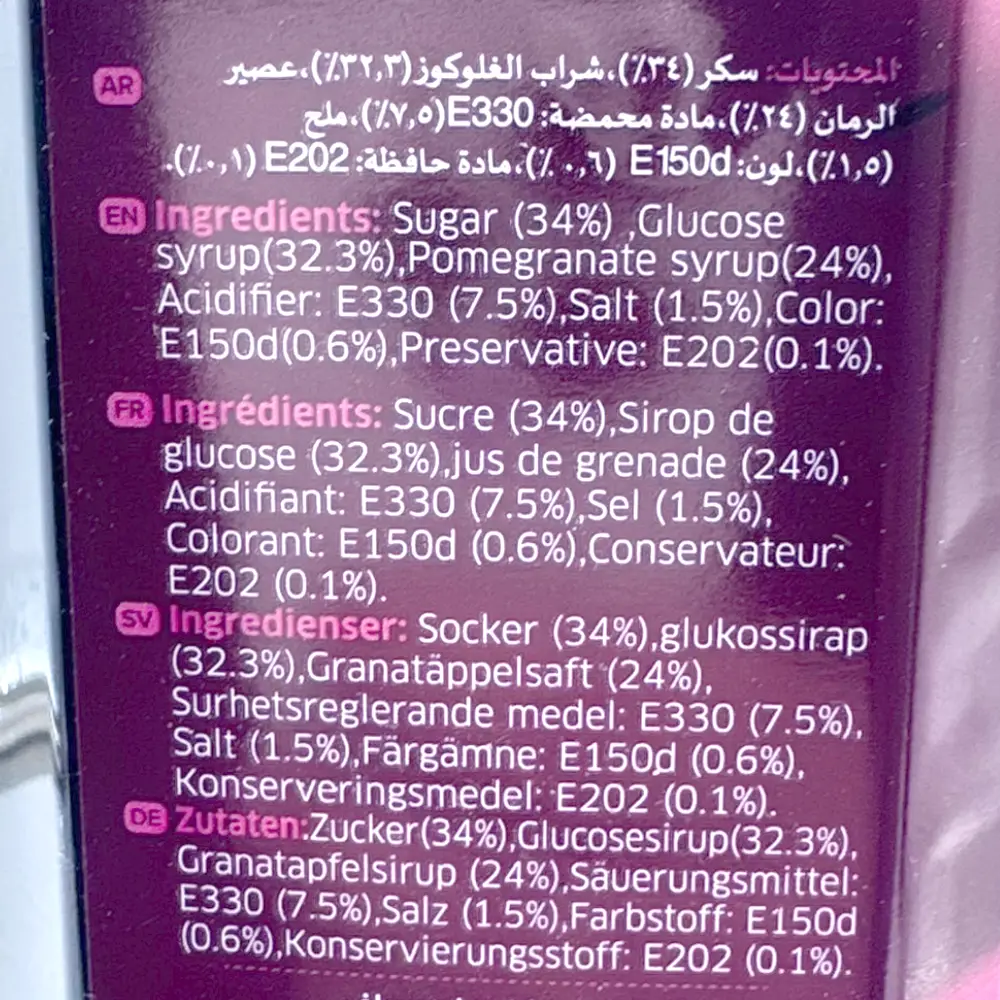 AR المحتويات: سكر (٣٤٪)،شراب الغلوكوز(٣٢,٣٪)،عصير
الرمان (٢٤٪)،مادة محمضة: E330(٧,٥٪)،ملح
(١,٥٪)،لون: E150d (٠,٦ ٪)،مادة حافظة: E202 (٠,١٪).
EN Ingredients: Sugar (34%) ,Glucose
syrup(32.3%),Pomegranate syrup(24%),
Acidifier: E330 (7.5%),Salt (1.5%),Color:
E150d(0.6%),Preservative: E202(0.1%).
FR Ingrédients: Sucre (34%),Sirop de
glucose (32.3%),jus de grenade (24%),
Acidifiant: E330 (7.5%),Sel (1.5%),
Colorant: E150d (0.6%),Conservateur:
E202 (0.1%).
SV Ingredienser: Socker (34%),glukossirap
(32.3%),Granatäppelsaft (24%),
Surhetsreglerande medel: E330 (7.5%),
Salt (1.5%),Färgämne: E150d (0.6%),
Konserveringsmedel: E202 (0.1%).
DE Zutaten:Zucker(34%),Glucosesirup(32.3%),
Granatapfelsirup (24%),Säuerungsmittel:
E330 (7.5%),Salz (1.5%),Farbstoff: E150d
(0.6%),Konservierungsstoff: E202 (0.1%).